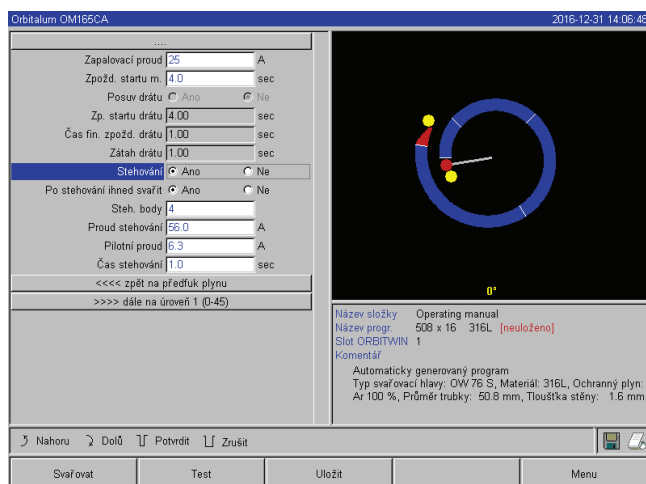 Orbitalum OM165CA 2016-12-31 14:06:48
....
Zapalovací proud 25 A
Zpožd. startu m. 4.0 sec
Posuv drátu Ano Ne
Zp. startu drátu 4.00 sec
Čas fin. zpožd. drátu 1.00 sec
Zátah drátu 1.00 sec
Stehování Ano Ne
Po stehování ihned svařit Ano Ne
Steh. body 4
Proud stehování 56.0 A
Pilotní proud 6.3 A
Čas stehování 1.0 sec
<<<< zpět na předfuk plynu
>>>> dále na úroveň 1 (0-45)
0°
Název složky Operating manual
Název progr. 508 x 16 316L [neuloženo]
Slot ORBITWIN 1
Komentář
Automaticky generovaný program
Typ svařovací hlavy: OW 76 S, Materiál: 316L, Ochranný plyn:
Ar 100 %, Průměr trubky: 50.8 mm, Tloušťka stěny: 1.6 mm
Nahoru Dolů Potvrdit Zrušit
Svařovat Test Uložit Menu